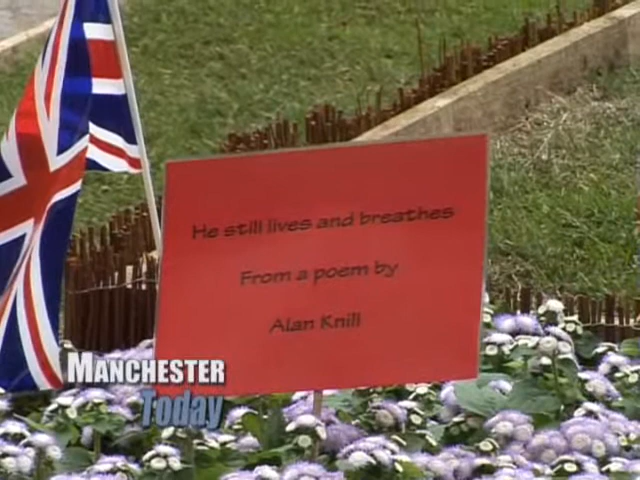 He still lives and breathes
From a poem by
Alan Knill
MANCHESTER
Today